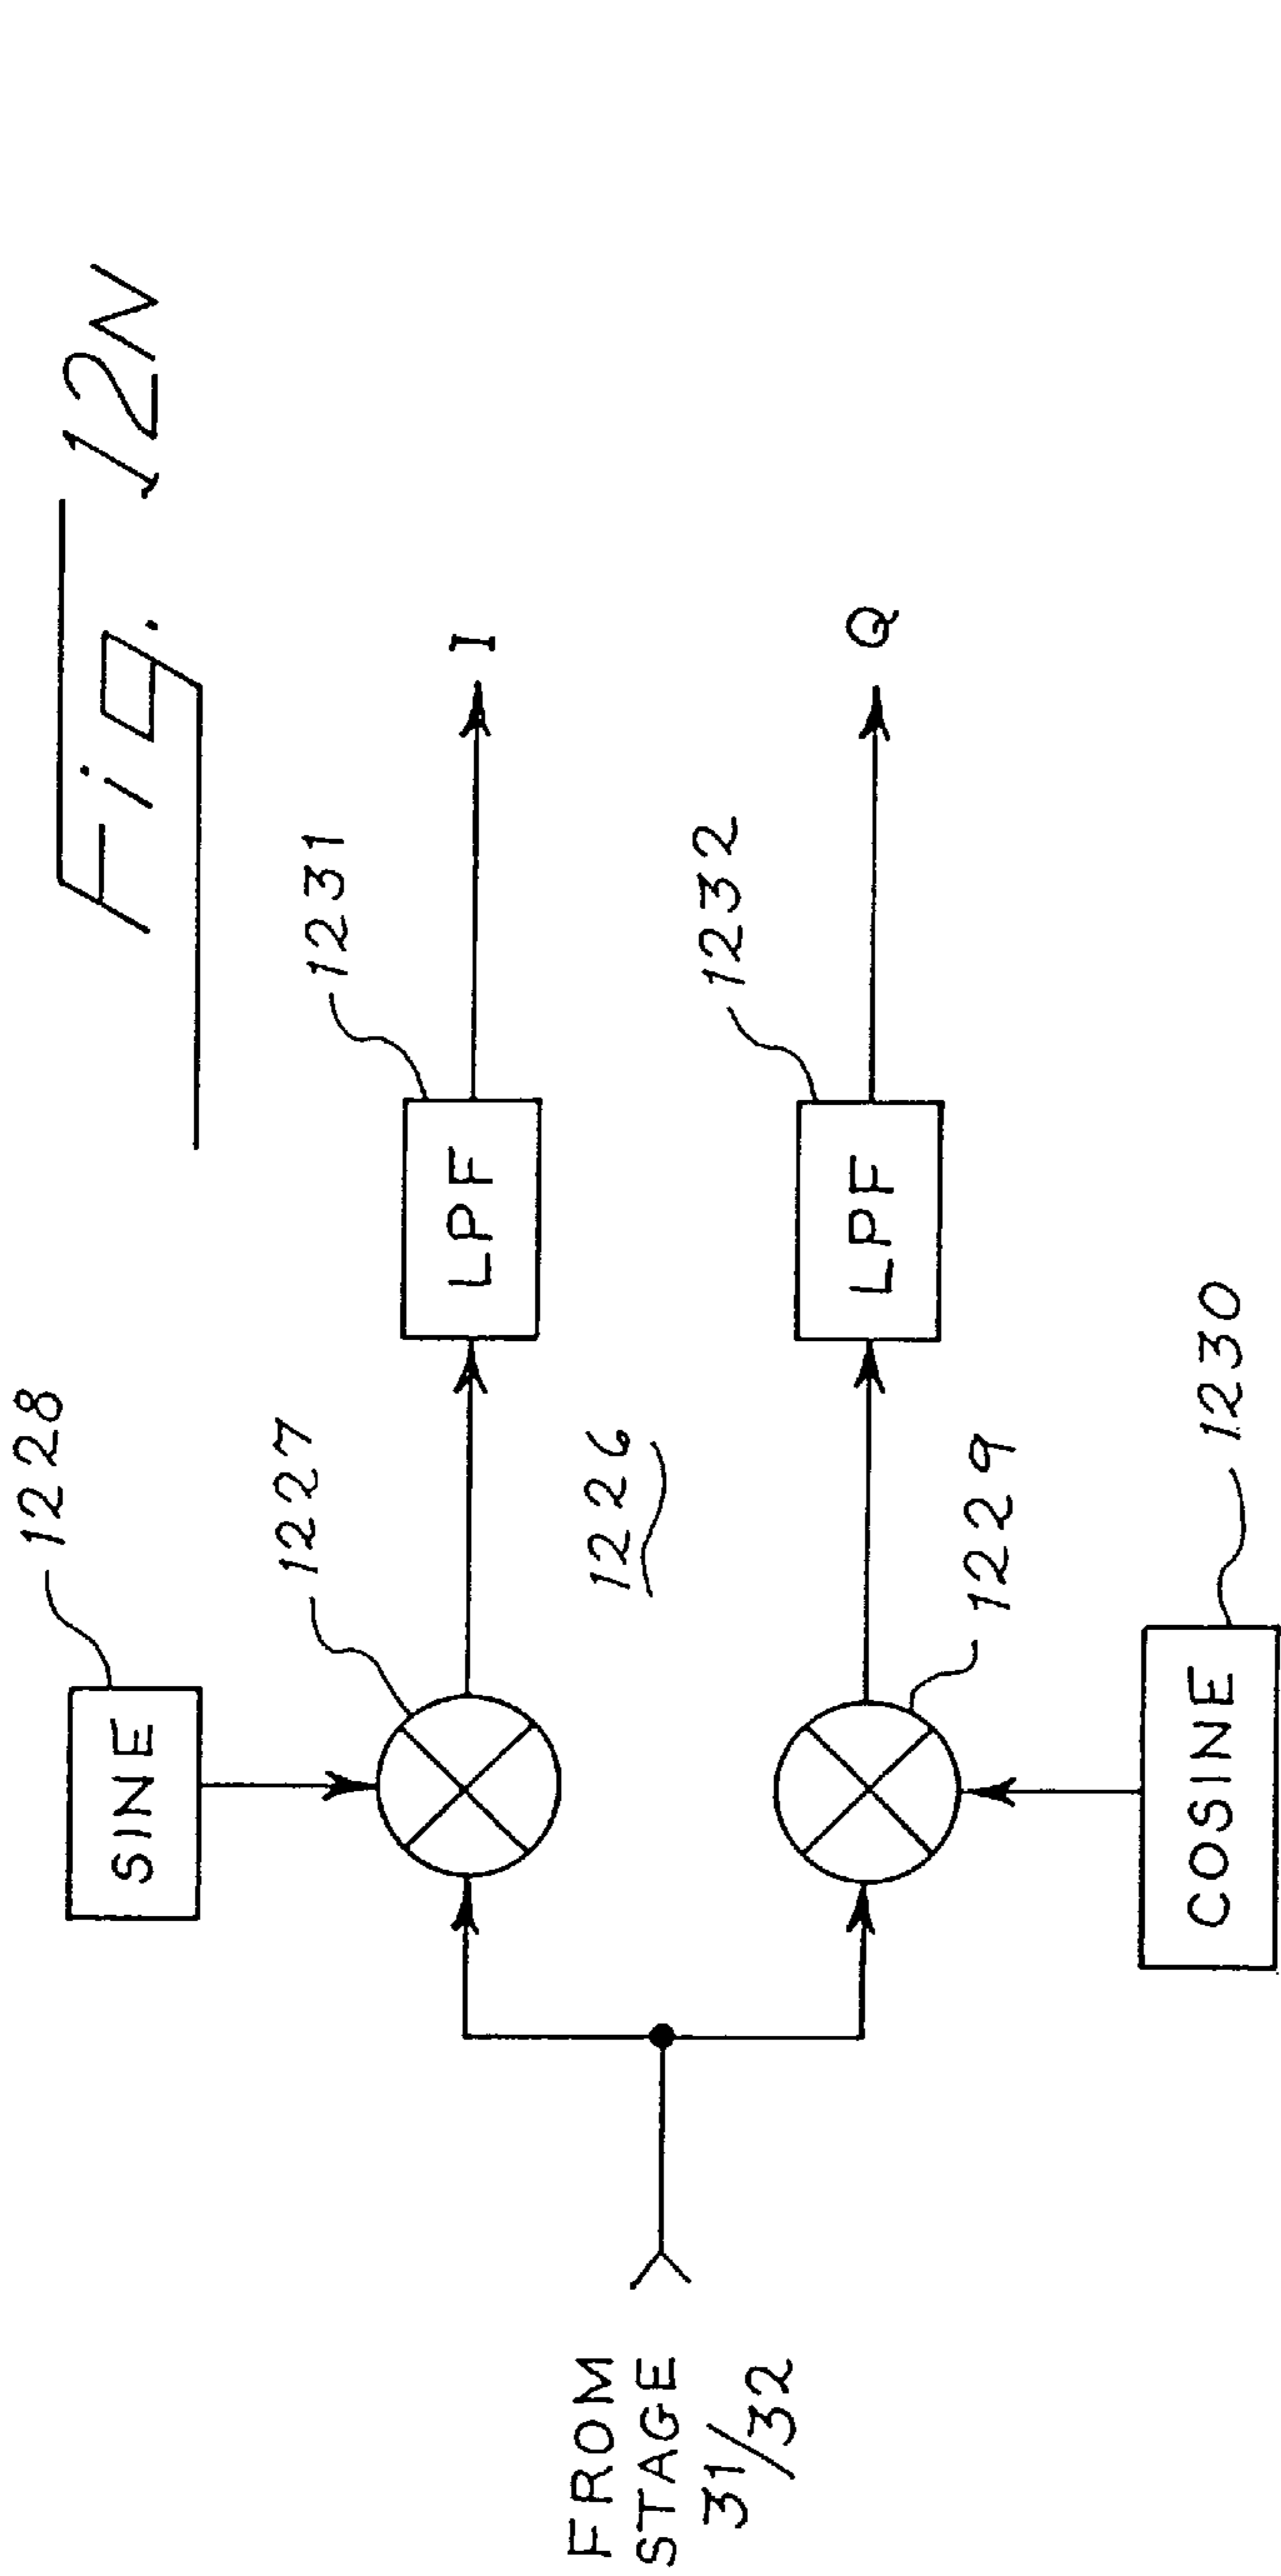 Fig. 12N
1228
SINE
1227
1231
LPF
I
1226
FROM
STAGE
31/32
1232
LPF
Q
1229
COSINE
1230